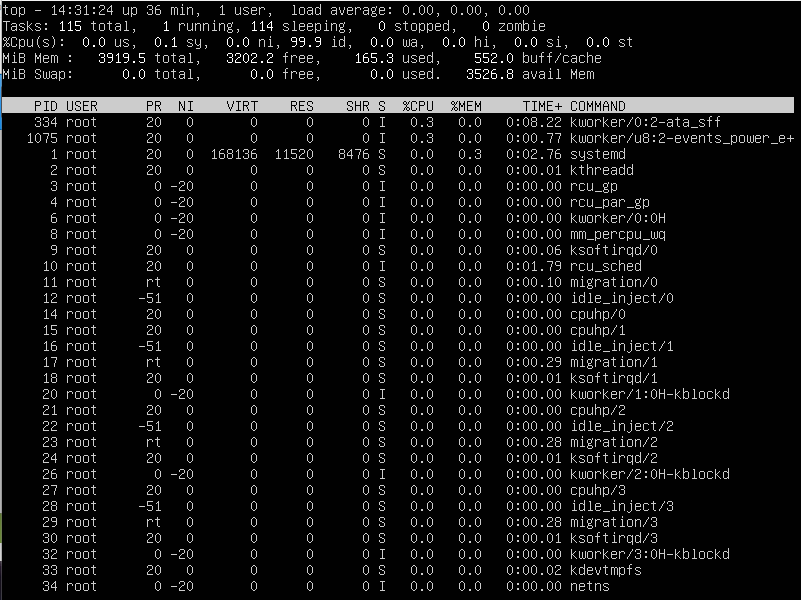 top - 14:31:24 up 36 min,  1 user,  load average: 0.00, 0.00, 0.00
Tasks: 115 total,   1 running, 114 sleeping,   0 stopped,   0 zombie
%Cpu(s):  0.0 us,  0.1 sy,  0.0 ni, 99.9 id,  0.0 wa,  0.0 hi,  0.0 si,  0.0 st
MiB Mem :   3919.5 total,   3202.2 free,    165.3 used,    552.0 buff/cache
MiB Swap:      0.0 total,      0.0 free,      0.0 used.   3526.8 avail Mem
PID USER      PR  NI    VIRT    RES    SHR S  %CPU  %MEM     TIME+ COMMAND
334 root      20   0       0      0      0 I   0.3   0.0   0:08.22 kworker/0:2-ata_sff
1075 root      20   0       0      0      0 I   0.3   0.0   0:00.77 kworker/u8:2-events_power_e+
1 root      20   0  168136  11520   8476 S   0.0   0.3   0:02.76 systemd
2 root      20   0       0      0      0 S   0.0   0.0   0:00.01 kthreadd
3 root       0 -20       0      0      0 I   0.0   0.0   0:00.00 rcu_gp
4 root       0 -20       0      0      0 I   0.0   0.0   0:00.00 rcu_par_gp
6 root       0 -20       0      0      0 I   0.0   0.0   0:00.00 kworker/0:0H
8 root       0 -20       0      0      0 I   0.0   0.0   0:00.00 mm_percpu_wq
9 root      20   0       0      0      0 S   0.0   0.0   0:00.06 ksoftirqd/0
10 root      20   0       0      0      0 I   0.0   0.0   0:01.79 rcu_sched
11 root      rt   0       0      0      0 S   0.0   0.0   0:00.10 migration/0
12 root     -51   0       0      0      0 S   0.0   0.0   0:00.00 idle_inject/0
14 root      20   0       0      0      0 S   0.0   0.0   0:00.00 cpuhp/0
15 root      20   0       0      0      0 S   0.0   0.0   0:00.00 cpuhp/1
16 root     -51   0       0      0      0 S   0.0   0.0   0:00.00 idle_inject/1
17 root      rt   0       0      0      0 S   0.0   0.0   0:00.29 migration/1
18 root      20   0       0      0      0 S   0.0   0.0   0:00.01 ksoftirqd/1
20 root       0 -20       0      0      0 I   0.0   0.0   0:00.00 kworker/1:0H-kblockd
21 root      20   0       0      0      0 S   0.0   0.0   0:00.00 cpuhp/2
22 root     -51   0       0      0      0 S   0.0   0.0   0:00.00 idle_inject/2
23 root      rt   0       0      0      0 S   0.0   0.0   0:00.28 migration/2
24 root      20   0       0      0      0 S   0.0   0.0   0:00.01 ksoftirqd/2
26 root       0 -20       0      0      0 I   0.0   0.0   0:00.00 kworker/2:0H-kblockd
27 root      20   0       0      0      0 S   0.0   0.0   0:00.00 cpuhp/3
28 root     -51   0       0      0      0 S   0.0   0.0   0:00.00 idle_inject/3
29 root      rt   0       0      0      0 S   0.0   0.0   0:00.28 migration/3
30 root      20   0       0      0      0 S   0.0   0.0   0:00.01 ksoftirqd/3
32 root       0 -20       0      0      0 I   0.0   0.0   0:00.00 kworker/3:0H-kblockd
33 root      20   0       0      0      0 S   0.0   0.0   0:00.02 kdevtmpfs
34 root       0 -20       0      0      0 I   0.0   0.0   0:00.00 netns